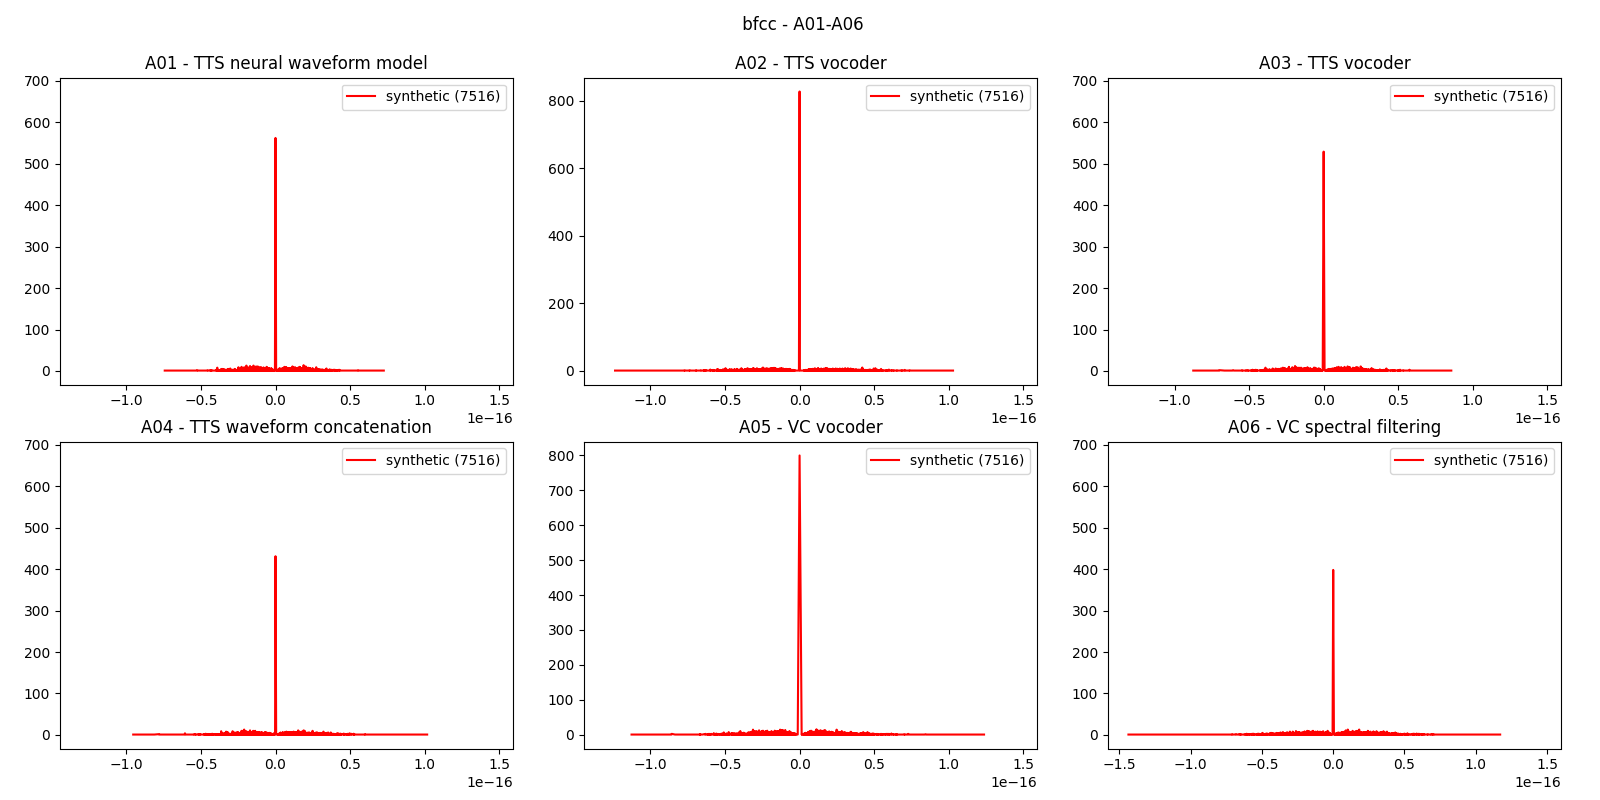 bfcc - A01-A06
A01 - TTS neural waveform model
700
600
500
400
300
200
100
0
synthetic (7516)
−1.0 −0.5 0.0 0.5 1.0 1.5
1e−16
A02 - TTS vocoder
800
600
400
200
0
synthetic (7516)
−1.0 −0.5 0.0 0.5 1.0 1.5
1e−16
A03 - TTS vocoder
700
600
500
400
300
200
100
0
synthetic (7516)
−1.0 −0.5 0.0 0.5 1.0 1.5
1e−16
A04 - TTS waveform concatenation
700
600
500
400
300
200
100
0
synthetic (7516)
−1.0 −0.5 0.0 0.5 1.0 1.5
1e−16
A05 - VC vocoder
800
700
600
500
400
300
200
100
0
synthetic (7516)
−1.0 −0.5 0.0 0.5 1.0 1.5
1e−16
A06 - VC spectral filtering
700
600
500
400
300
200
100
0
synthetic (7516)
−1.5 −1.0 −0.5 0.0 0.5 1.0 1.5
1e−16